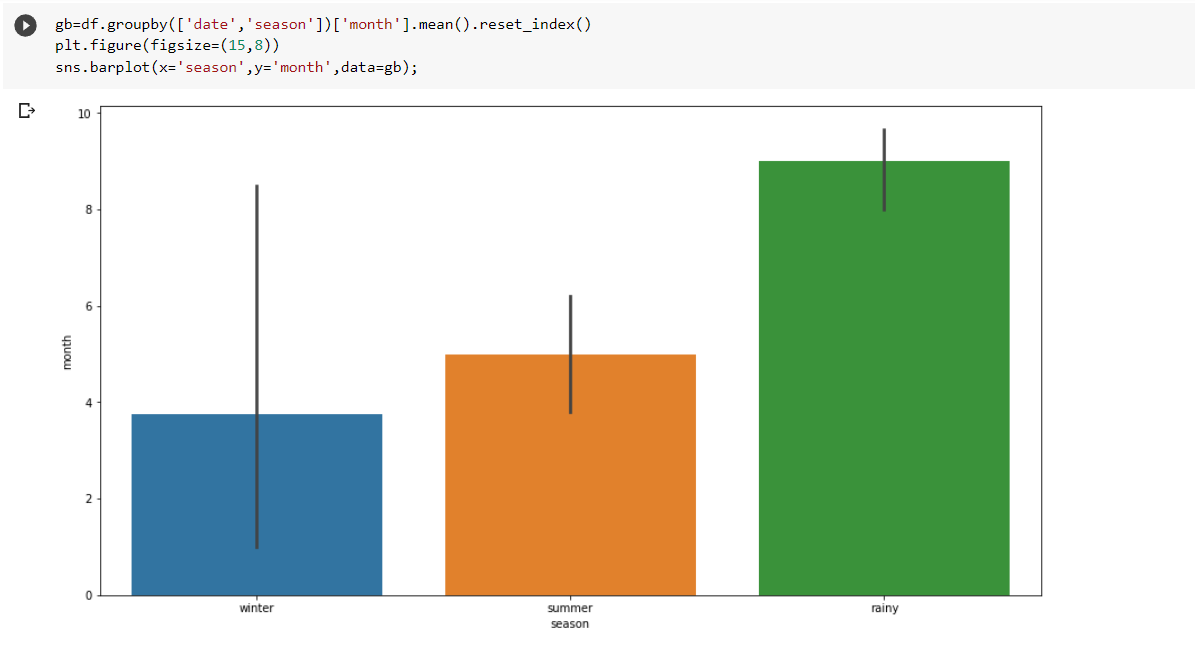 gb=df.groupby(['date','season'])['month'].mean().reset_index()
plt.figure(figsize=(15,8))
sns.barplot(x='season',y='month',data=gb);
10
8
6
4
2
0
month
winter
summer
rainy
season